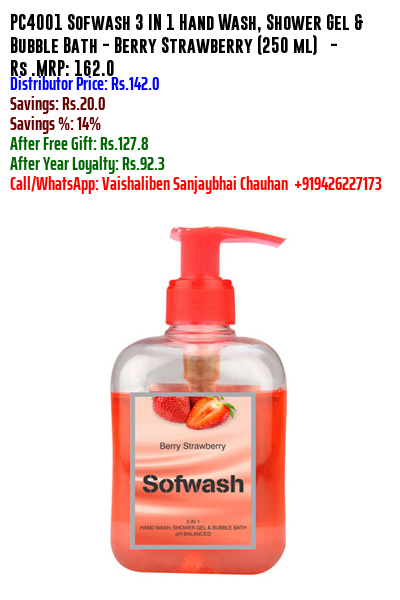 PC4001 Sofwash 3 IN 1 Hand Wash, Shower Gel &
Bubble Bath - Berry Strawberry (250 ml)   -
Rs .MRP: 162.0
Distributor Price: Rs.142.0
Savings: Rs.20.0
Savings %: 14%
After Free Gift: Rs.127.8
After Year Loyalty: Rs.92.3
Call/WhatsApp: Vaishaliben Sanjaybhai Chauhan  +919426227173
Berry Strawberry
Sofwash
3 IN 1
HAND WASH, SHOWER GEL & BUBBLE BATH
pH BALANCED